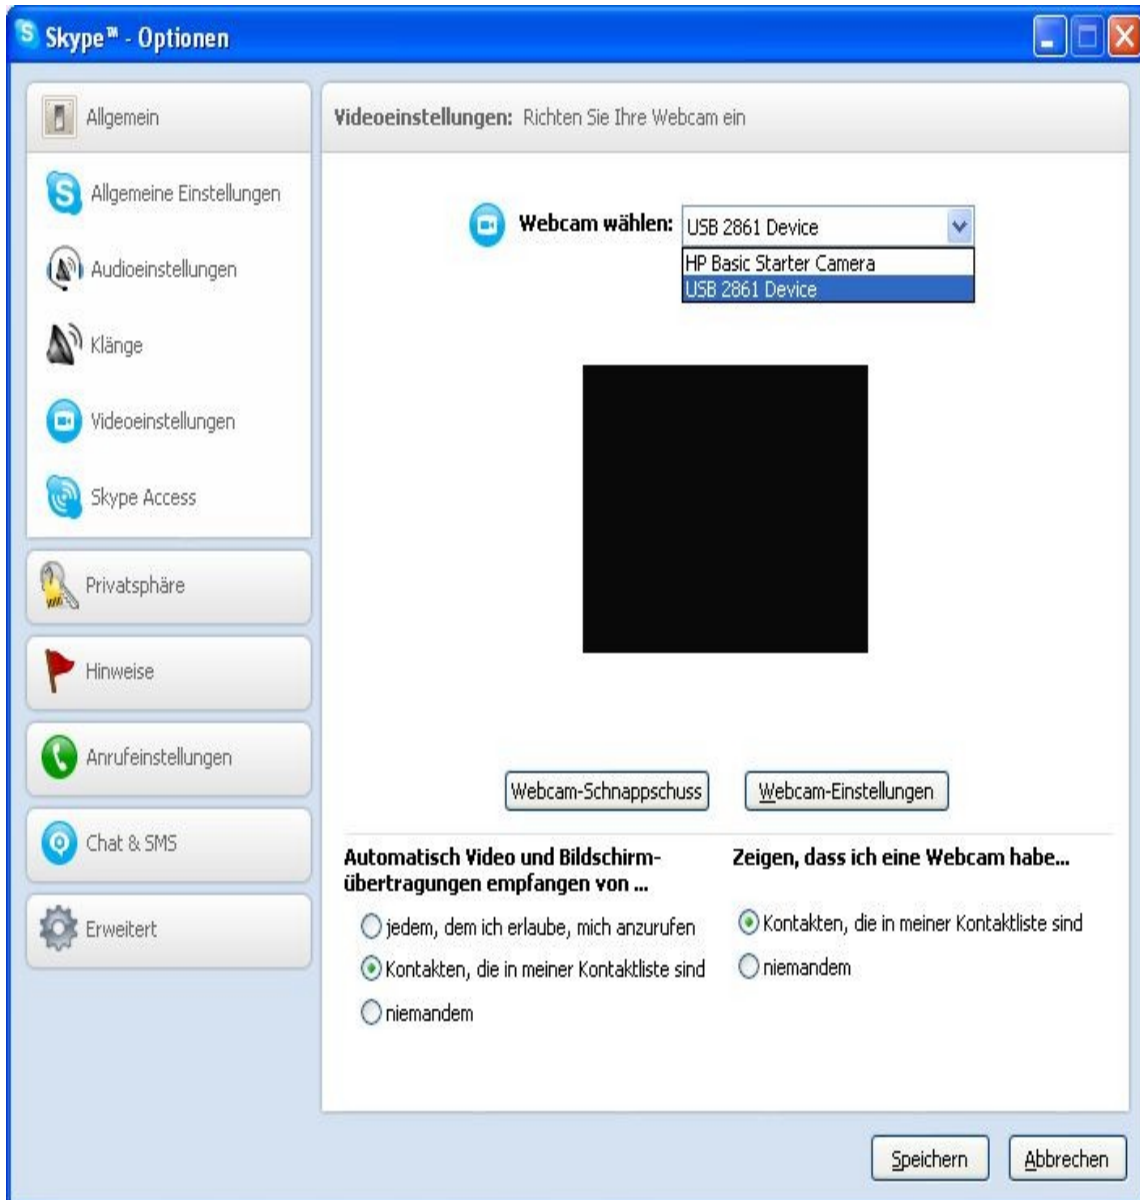 Skype™ - Optionen
Allgemein
Allgemeine Einstellungen
Audioeinstellungen
Klänge
Videoeinstellungen
Skype Access
Privatsphäre
Hinweise
Anrufeinstellungen
Chat & SMS
Erweitert
Videoeinstellungen: Richten Sie Ihre Webcam ein
Webcam wählen: USB 2861 Device
HP Basic Starter Camera
USB 2861 Device
Webcam-Schnappschuss
Webcam-Einstellungen
Automatisch Video und Bildschirm-
übertragungen empfangen von ...
jedem, dem ich erlaube, mich anzurufen
Kontakten, die in meiner Kontaktliste sind
niemandem
Zeigen, dass ich eine Webcam habe...
Kontakten, die in meiner Kontaktliste sind
niemandem
Speichern
Abbrechen